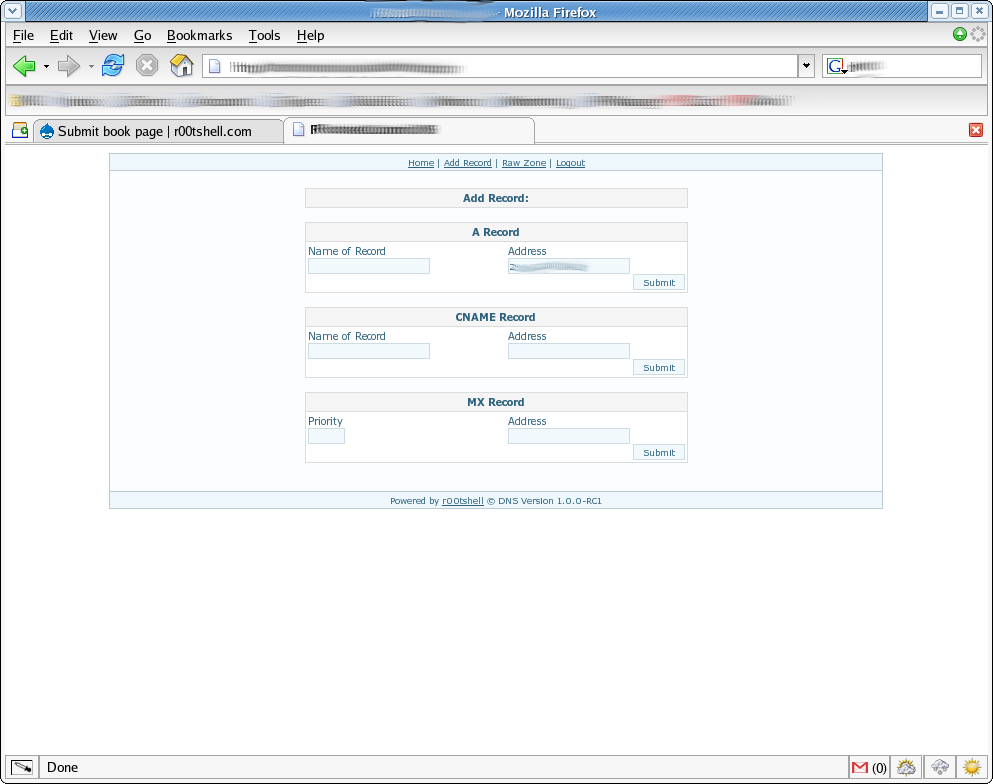 - Mozilla Firefox
File Edit View Go Bookmarks Tools Help
G
Submit book page | r00tshell.com
Home | Add Record | Raw Zone | Logout
Add Record:
A Record
Name of Record Address
Submit
CNAME Record
Name of Record Address
Submit
MX Record
Priority Address
Submit
Powered by r00tshell © DNS Version 1.0.0-RC1
Done (0)